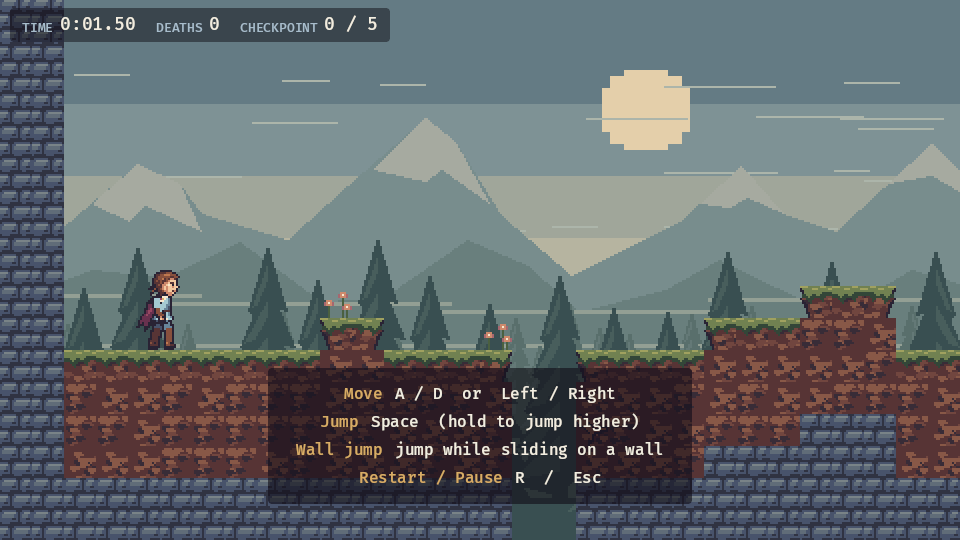 TIME 0:01.50 DEATHS 0 CHECKPOINT 0 / 5
Move A / D or Left / Right
Jump Space (hold to jump higher)
Wall jump jump while sliding on a wall
Restart / Pause R / Esc